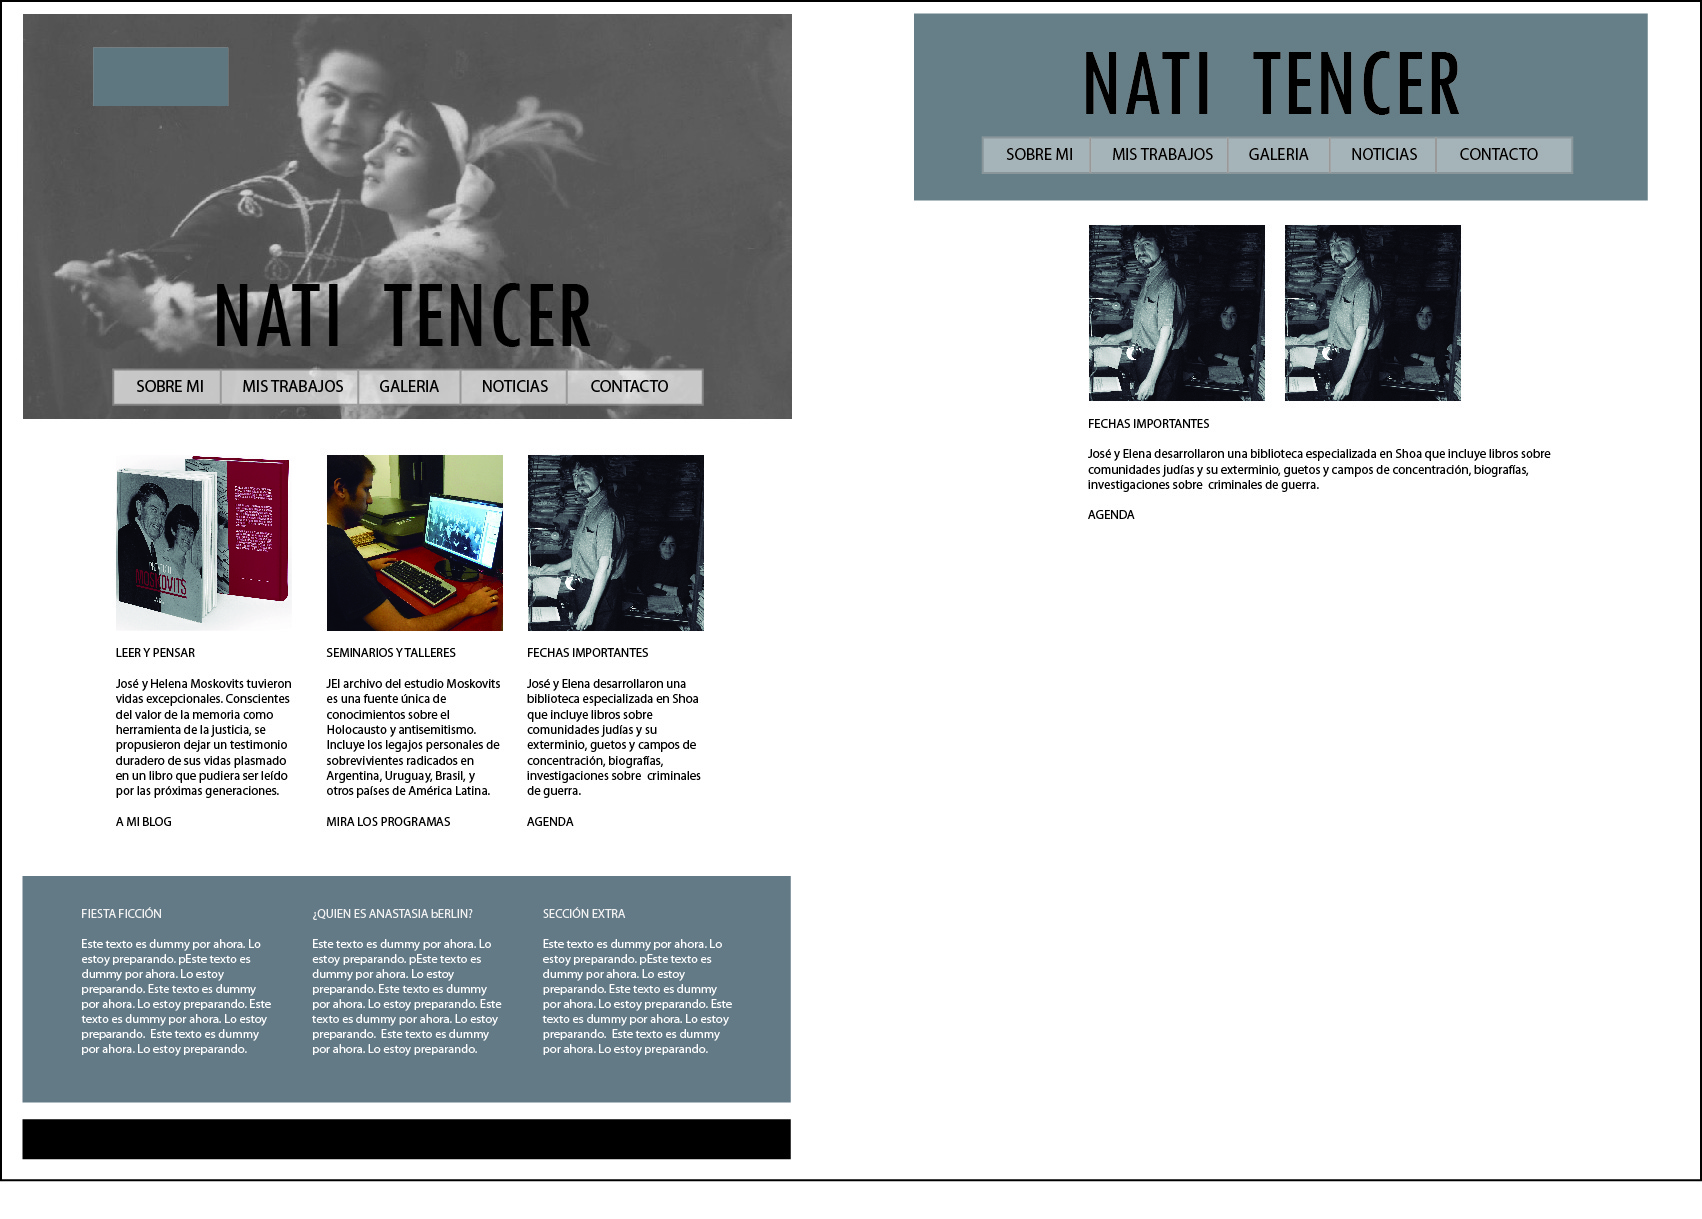 NATI TENCER
SOBRE MI
MIS TRABAJOS
GALERIA
NOTICIAS
CONTACTO
MOSKOVITS
LEER Y PENSAR
José y Helena Moskovits tuvieron
vidas excepcionales. Conscientes
del valor de la memoria como
herramienta de la justicia, se
propusieron dejar un testimonio
duradero de sus vidas plasmado
en un libro que pudiera ser leído
por las próximas generaciones.
A MI BLOG
SEMINARIOS Y TALLERES
JEl archivo del estudio Moskovits
es una fuente única de
conocimientos sobre el
Holocausto y antisemitismo.
Incluye los legajos personales de
sobrevivientes radicados en
Argentina, Uruguay, Brasil, y
otros países de América Latina.
MIRA LOS PROGRAMAS
FECHAS IMPORTANTES
José y Elena desarrollaron una
biblioteca especializada en Shoa
que incluye libros sobre
comunidades judías y su
exterminio, guetos y campos de
concentración, biografías,
investigaciones sobre  criminales
de guerra.
AGENDA
FIESTA FICCIÓN
Este texto es dummy por ahora. Lo
estoy preparando. pEste texto es
dummy por ahora. Lo estoy
preparando. Este texto es dummy
por ahora. Lo estoy preparando. Este
texto es dummy por ahora. Lo estoy
preparando.  Este texto es dummy
por ahora. Lo estoy preparando.
¿QUIEN ES ANASTASIA bERLIN?
Este texto es dummy por ahora. Lo
estoy preparando. pEste texto es
dummy por ahora. Lo estoy
preparando. Este texto es dummy
por ahora. Lo estoy preparando. Este
texto es dummy por ahora. Lo estoy
preparando.  Este texto es dummy
por ahora. Lo estoy preparando.
SECCIÓN EXTRA
Este texto es dummy por ahora. Lo
estoy preparando. pEste texto es
dummy por ahora. Lo estoy
preparando. Este texto es dummy
por ahora. Lo estoy preparando. Este
texto es dummy por ahora. Lo estoy
preparando.  Este texto es dummy
por ahora. Lo estoy preparando.
NATI TENCER
SOBRE MI
MIS TRABAJOS
GALERIA
NOTICIAS
CONTACTO
FECHAS IMPORTANTES
José y Elena desarrollaron una biblioteca especializada en Shoa que incluye libros sobre
comunidades judías y su exterminio, guetos y campos de concentración, biografías,
investigaciones sobre  criminales de guerra.
AGENDA